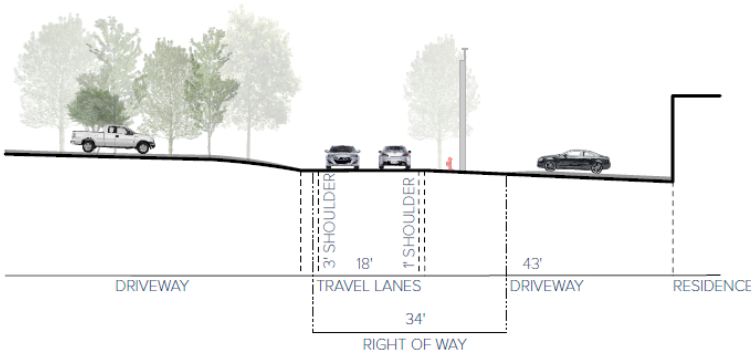 3' SHOULDER
18'
1' SHOULDER
43'
DRIVEWAY
TRAVEL LANES
DRIVEWAY
RESIDENCE
34'
RIGHT OF WAY